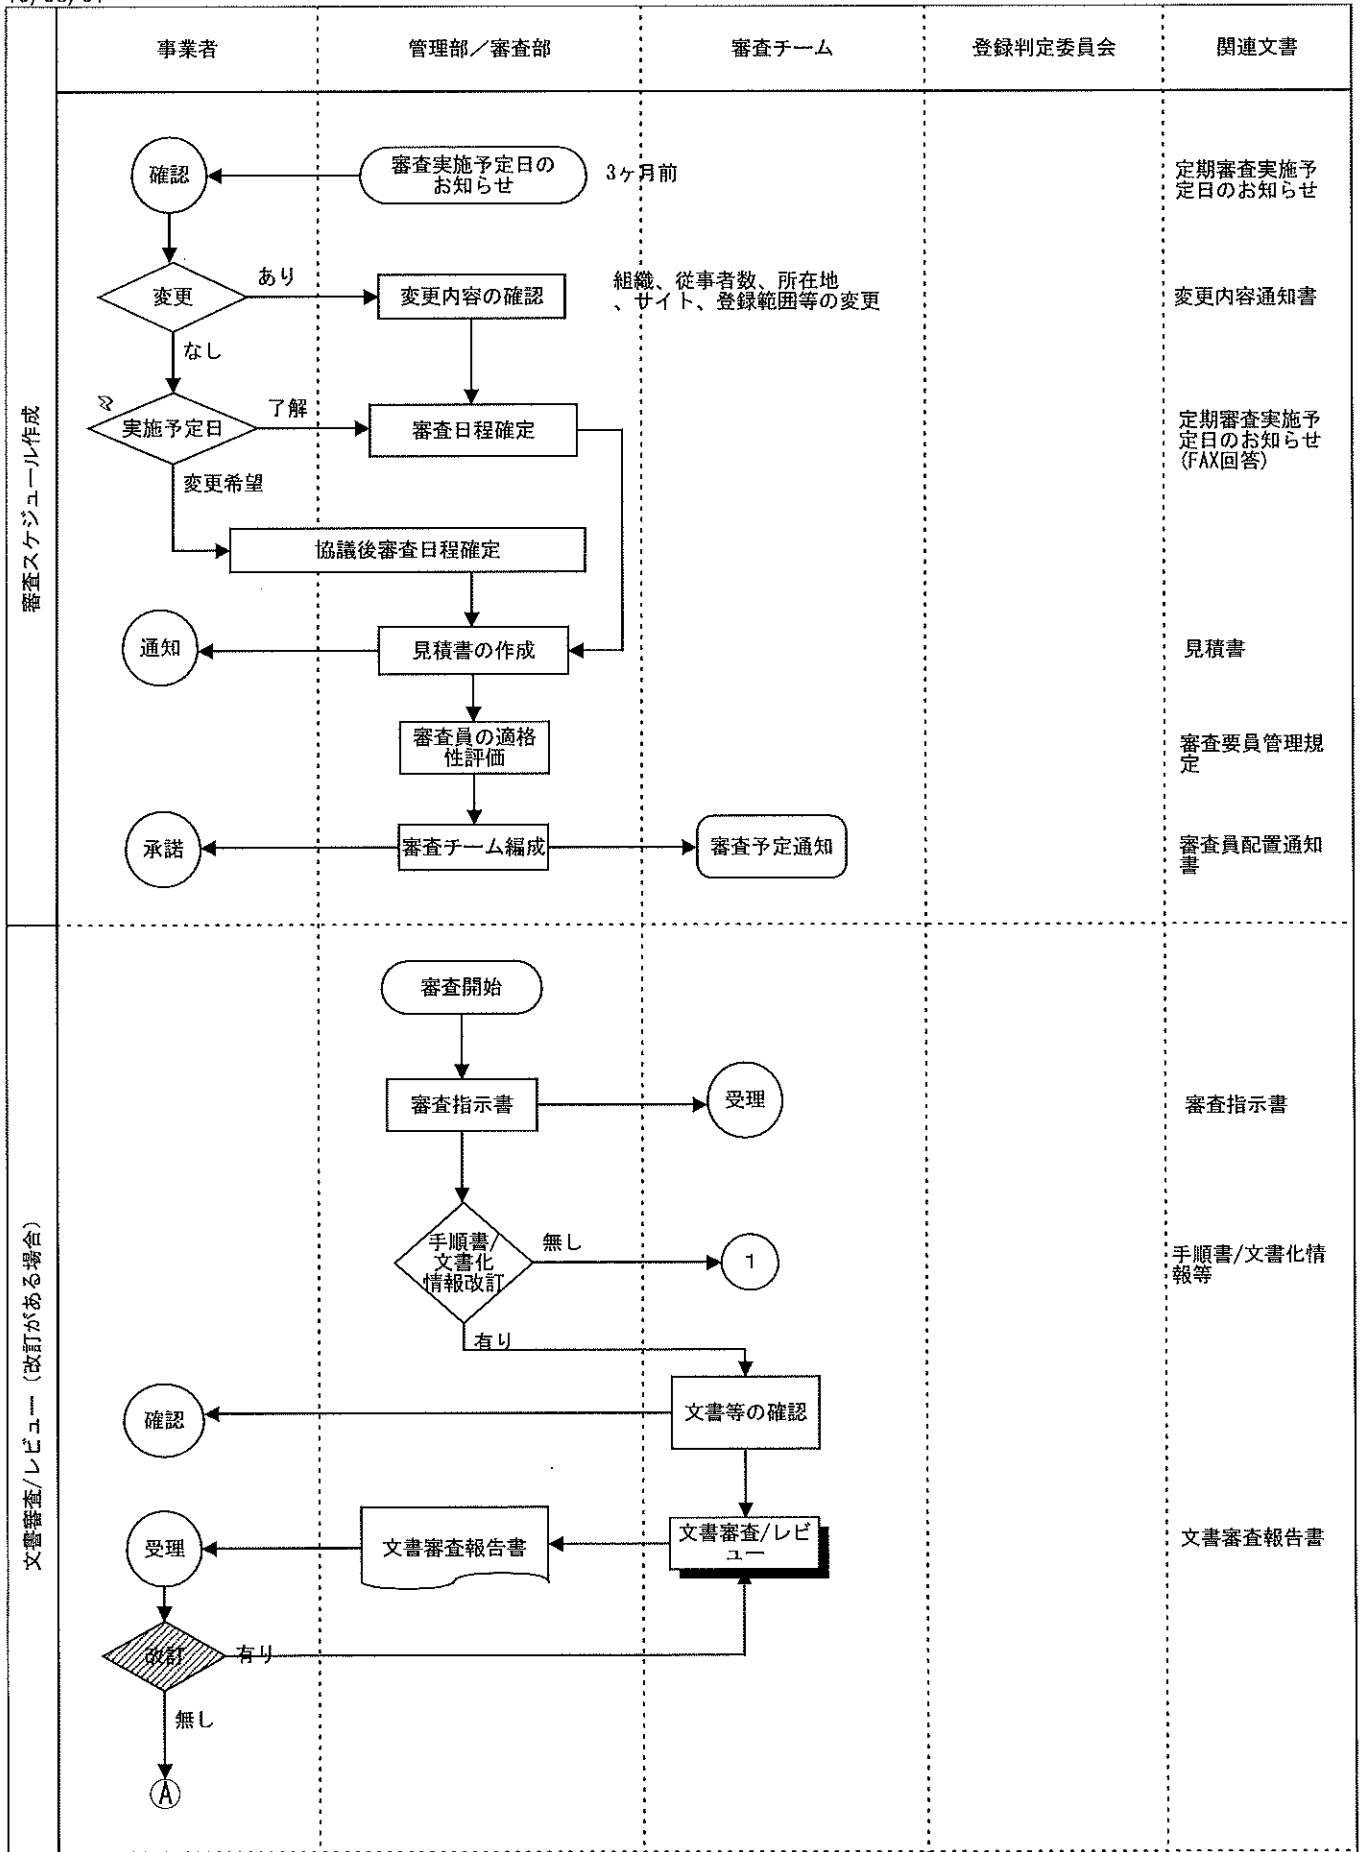 事業者
管理部／審査部
審査チーム
登録判定委員会
関連文書
審査スケジュール作成
確認
審査実施予定日の
お知らせ
3ヶ月前
定期審査実施予
定日のお知らせ
変更
あり
変更内容の確認
組織、従事者数、所在地
、サイト、登録範囲等の変更
変更内容通知書
なし
実施予定日
了解
審査日程確定
定期審査実施予
定日のお知らせ
(FAX回答)
変更希望
協議後審査日程確定
通知
見積書の作成
見積書
審査員の適格
性評価
審査要員管理規
定
承諾
審査チーム編成
審査予定通知
審査員配置通知
書
文書審査/レビュー（改訂がある場合）
審査開始
審査指示書
受理
審査指示書
手順書/
文書化
情報改訂
無し
1
手順書/文書化情
報等
有り
確認
文書等の確認
受理
文書審査報告書
文書審査/レビ
ュー
文書審査報告書
改訂
有り
無し
A